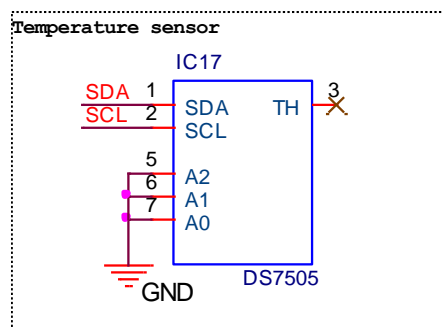 Temperature sensor
IC17
SDA 1 SDA TH 3
SCL 2 SCL
5 A2
6 A1
7 A0
DS7505
GND